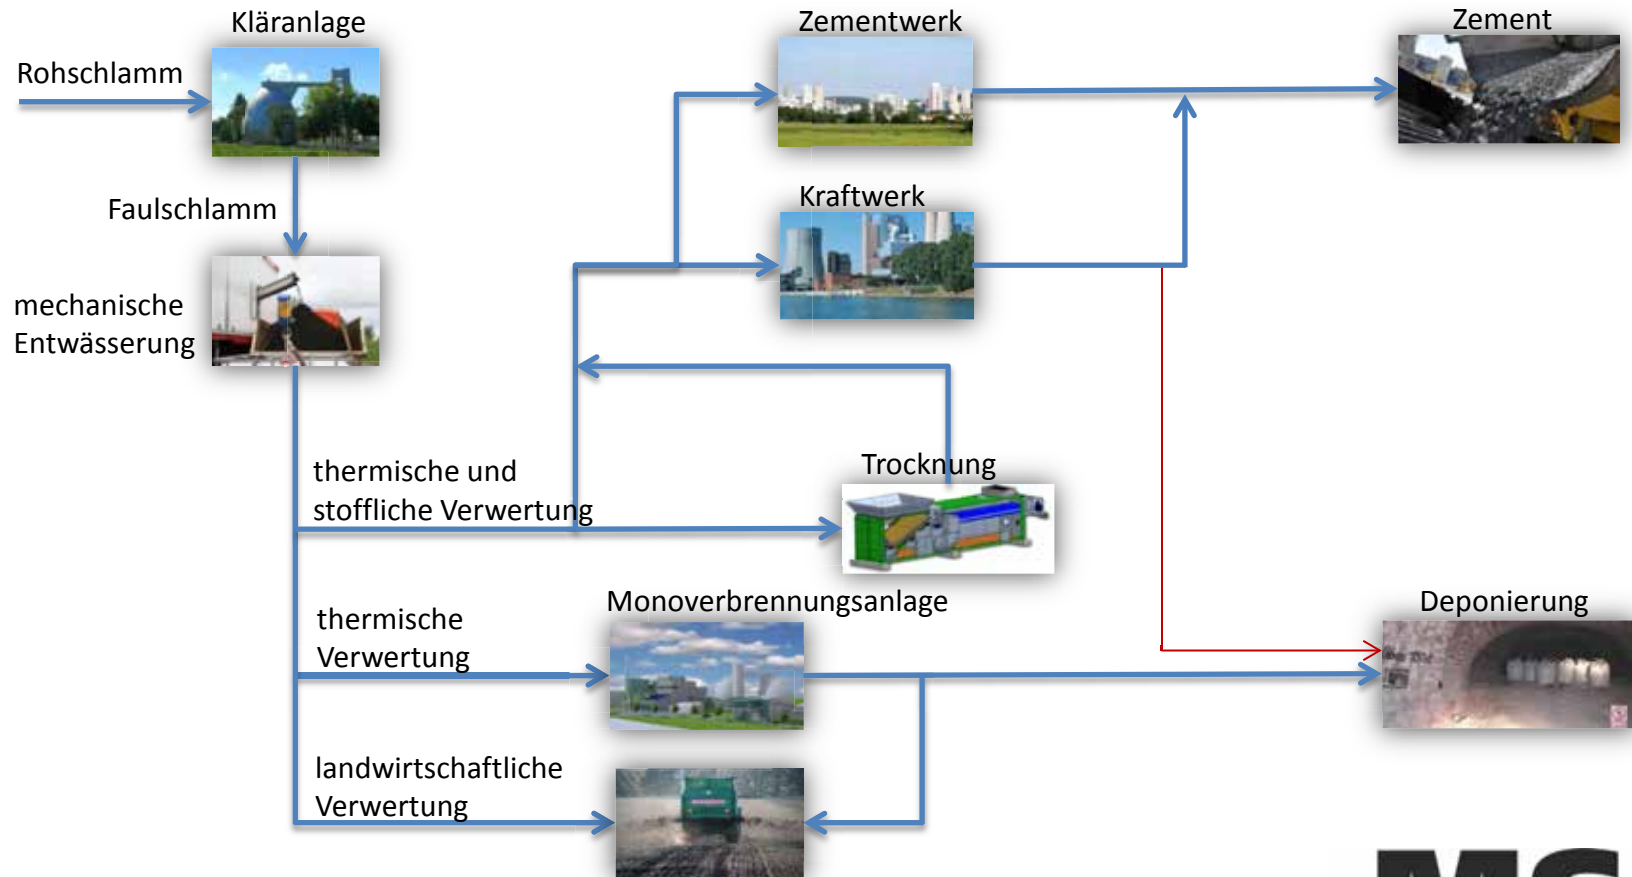 Kläranlage
Zementwerk
Zement
Rohschlamm
Kraftwerk
Faulschlamm
mechanische
Entwässerung
thermische und
stoffliche Verwertung
Trocknung
Monoverbrennungsanlage
Deponierung
thermische
Verwertung
landwirtschaftliche
Verwertung